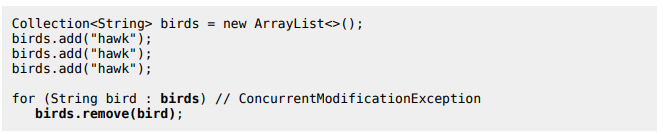 Collection<String> birds = new ArrayList<>();
birds.add("hawk");
birds.add("hawk");
birds.add("hawk");

for (String bird : birds) // ConcurrentModificationException
   birds.remove(bird);